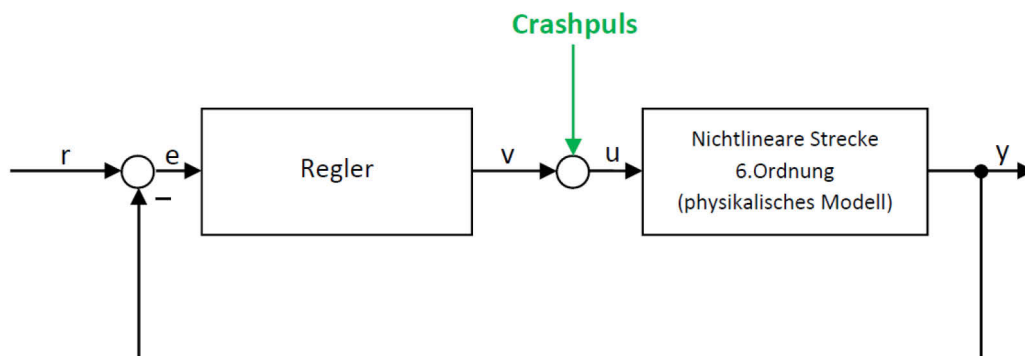 Crashpuls
r
e
Regler
v
u
Nichtlineare Strecke
6.Ordnung
(physikalisches Modell)
y
−